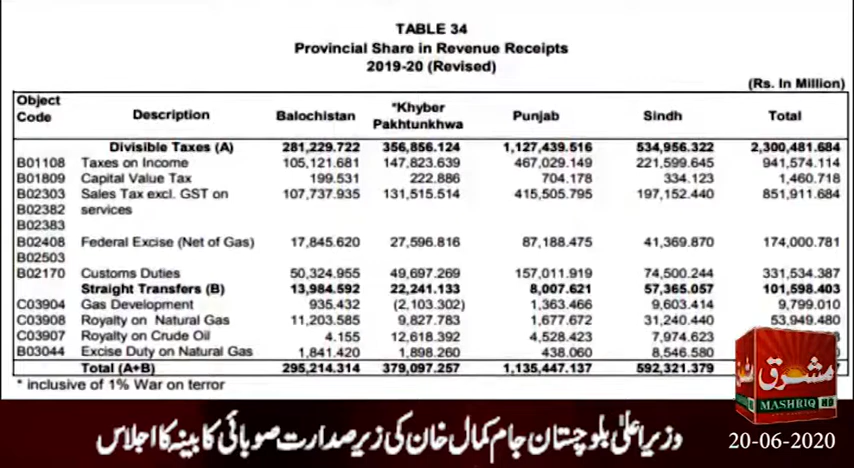 TABLE 34
Provincial Share in Revenue Receipts
2019-20 (Revised)
(Rs. In Million)
Object Code Description Balochistan *Khyber Pakhtunkhwa Punjab Sindh Total
Divisible Taxes (A) 281,229.722 356,856.124 1,127,439.516 534,956.322 2,300,481.684
B01108 Taxes on Income 105,121.681 147,823.639 467,029.149 221,599.645 941,574.114
B01809 Capital Value Tax 199.531 222.886 704.178 334.123 1,460.718
B02303 Sales Tax excl. GST on 107,737.935 131,515.514 415,505.795 197,152.440 851,911.684
B02382 services
B02383
B02408 Federal Excise (Net of Gas) 17,845.620 27,596.816 87,188.475 41,369.870 174,000.781
B02503
B02170 Customs Duties 50,324.955 49,697.269 157,011.919 74,500.244 331,534.387
Straight Transfers (B) 13,984.592 22,241.133 8,007.621 57,365.057 101,598.403
C03904 Gas Development 935.432 (2,103.302) 1,363.466 9,603.414 9,799.010
C03908 Royalty on Natural Gas 11,203.585 9,827.783 1,677.672 31,240.440 53,949.480
C03907 Royalty on Crude Oil 4.155 12,618.392 4,528.423 7,974.623
B03044 Excise Duty on Natural Gas 1,841.420 1,898.260 438.060 8,546.580
Total (A+B) 295,214.314 379,097.257 1,135,447.137 592,321.379
* inclusive of 1% War on terror
مشرق
MASHRIQ HD
وزیراعلیٰ بلوچستان جام کمال خان کی زیر صدارت صوبائی کابینہ کا اجلاس
20-06-2020